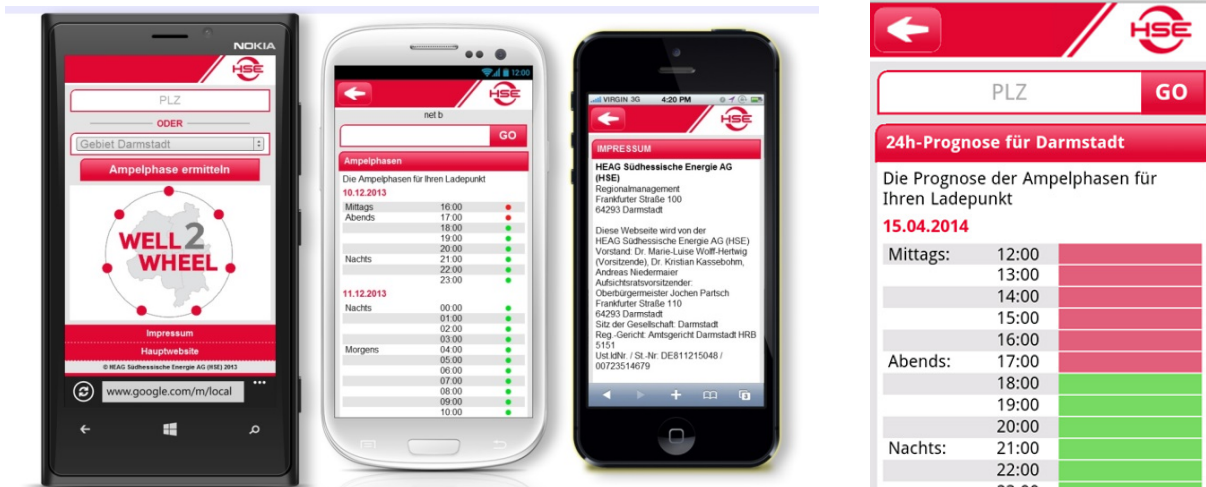 NOKIA
HSE
PLZ
ODER
Gebiet Darmstadt
Ampelphase ermitteln
WELL2
WHEEL
Impressum
Hauptwebsite
© HEAG Südhessische Energie AG (HSE) 2013
www.google.com/m/local
12:00
HSE
net b
GO
Ampelphasen
Die Ampelphasen für Ihren Ladepunkt
10.12.2013
Mittags 16:00
Abends 17:00
18:00
19:00
20:00
Nachts 21:00
22:00
23:00
11.12.2013
Nachts 00:00
01:00
02:00
03:00
Morgens 04:00
05:00
06:00
07:00
08:00
09:00
10:00
VIRGIN 3G 4:20 PM
HSE
IMPRESSUM
HEAG Südhessische Energie AG
(HSE)
Regionalmanagement
Frankfurter Straße 100
64293 Darmstadt
Diese Webseite wird von der
HEAG Südhessische Energie AG (HSE)
Vorstand: Dr. Marie-Luise Wolff-Hertwig
(Vorsitzende), Dr. Kristian Kassebohm,
Andreas Niedermaier
Aufsichtsratsvorsitzender:
Oberbürgermeister Jochen Partsch
Frankfurter Straße 110
64293 Darmstadt
Sitz der Gesellschaft: Darmstadt
Reg.-Gericht: Amtsgericht Darmstadt HRB
5151
Ust.IdNr. / St.-Nr: DE811215048 /
00723514679
HSE
PLZ GO
24h-Prognose für Darmstadt
Die Prognose der Ampelphasen für
Ihren Ladepunkt
15.04.2014
Mittags: 12:00
13:00
14:00
15:00
16:00
Abends: 17:00
18:00
19:00
20:00
Nachts: 21:00
22:00